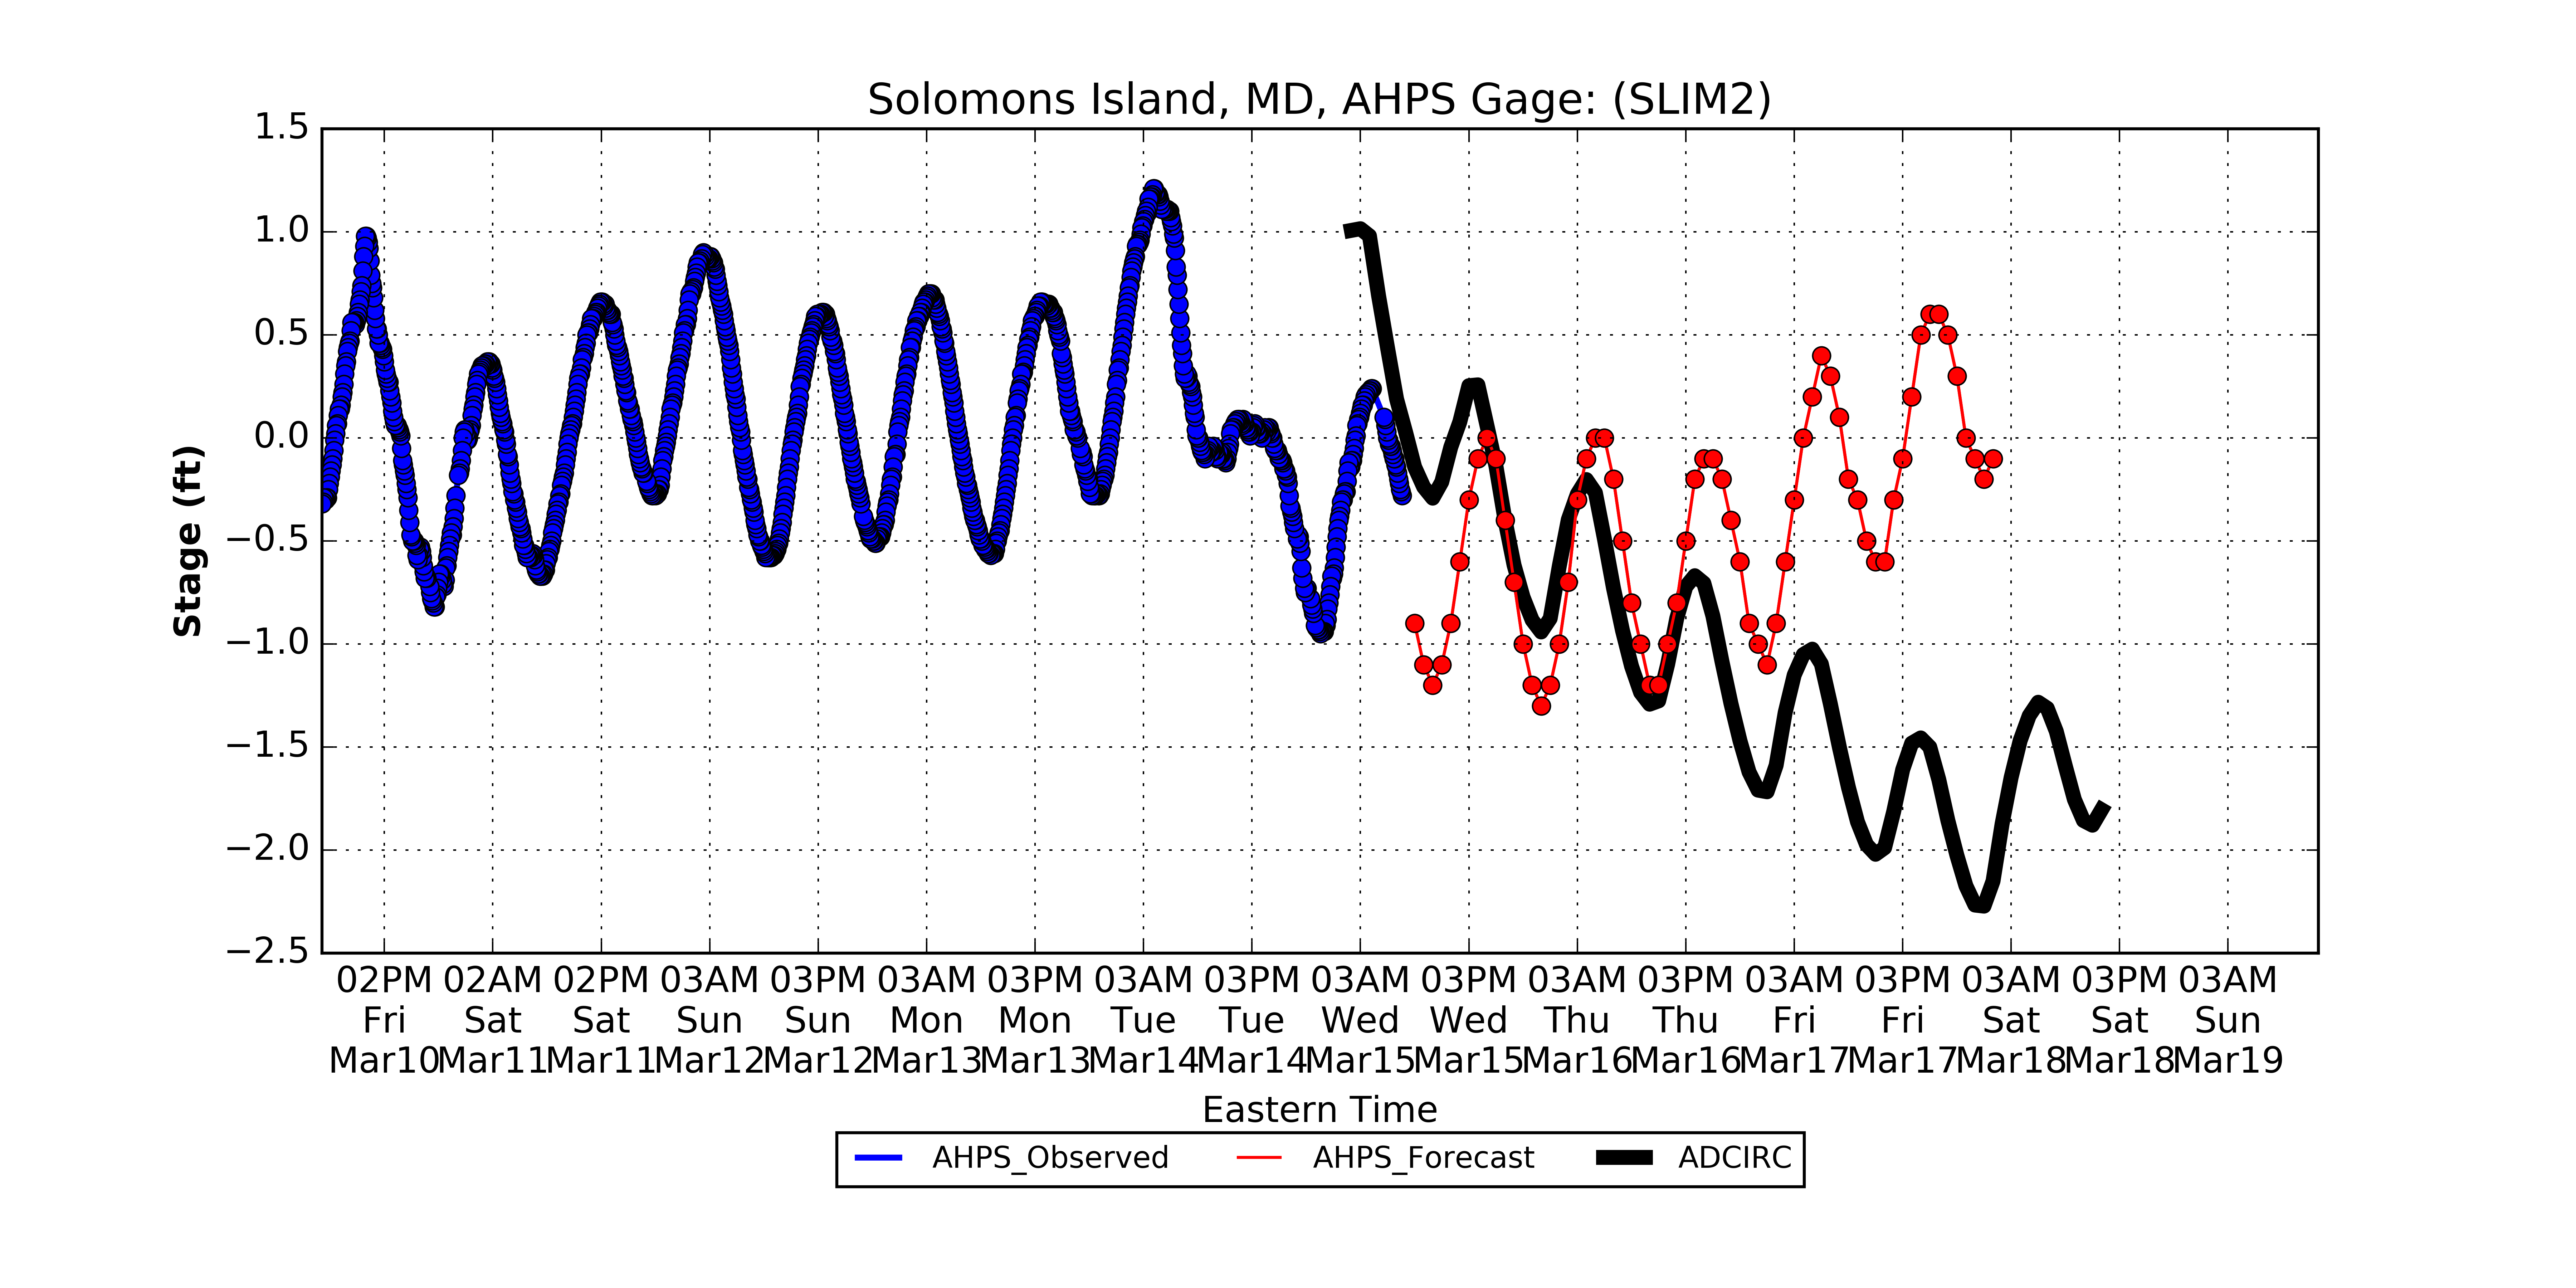 Solomons Island, MD, AHPS Gage: (SLIM2)
1.5
1.0
0.5
0.0
−0.5
−1.0
−1.5
−2.0
−2.5
Stage (ft)
02PM 02AM 02PM 03AM 03PM 03AM 03PM 03AM 03PM 03AM 03PM 03AM 03PM 03AM 03PM 03AM 03PM 03AM
Fri Sat Sat Sun Sun Mon Mon Tue Tue Wed Wed Thu Thu Fri Fri Sat Sat Sun
Mar10 Mar11 Mar11 Mar12 Mar12 Mar13 Mar13 Mar14 Mar14 Mar15 Mar15 Mar16 Mar16 Mar17 Mar17 Mar18 Mar18 Mar19
Eastern Time
AHPS_Observed AHPS_Forecast ADCIRC